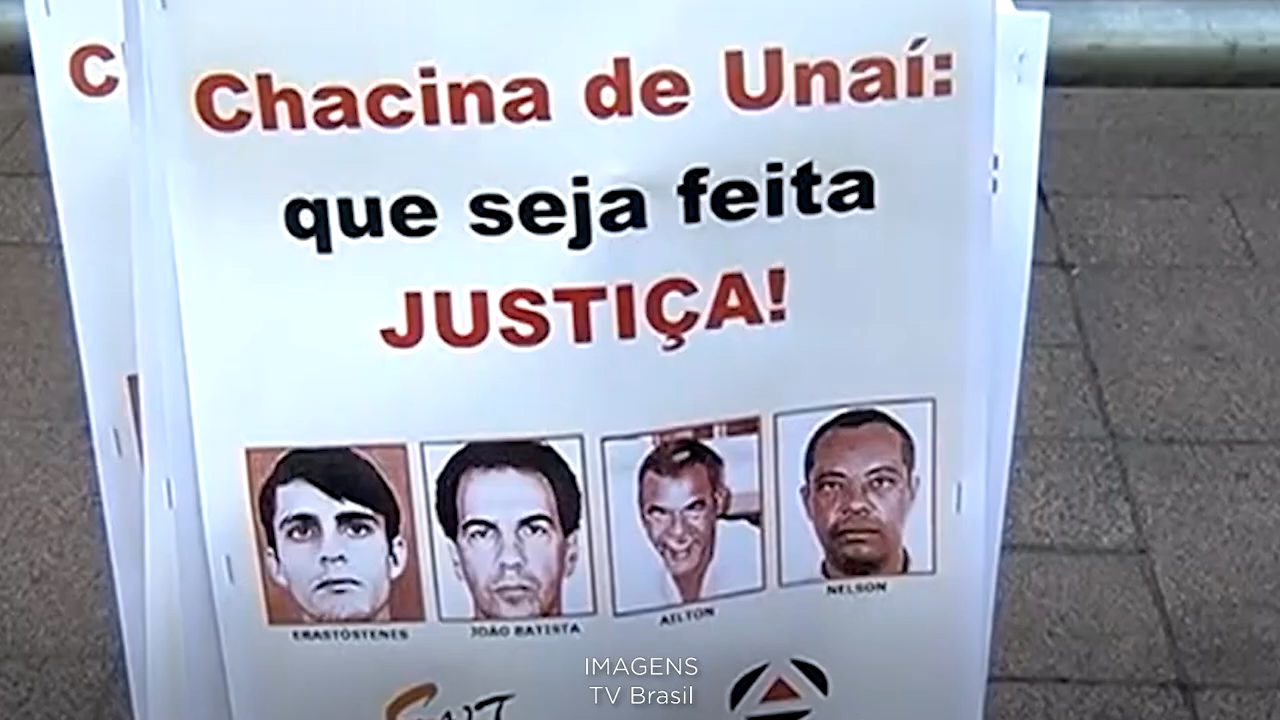 C
Chacina de Unaí:
que seja feita
JUSTIÇA!
ERASTÓSTENES
JOÃO BATISTA
AILTON
NELSON
IMAGENS
TV Brasil